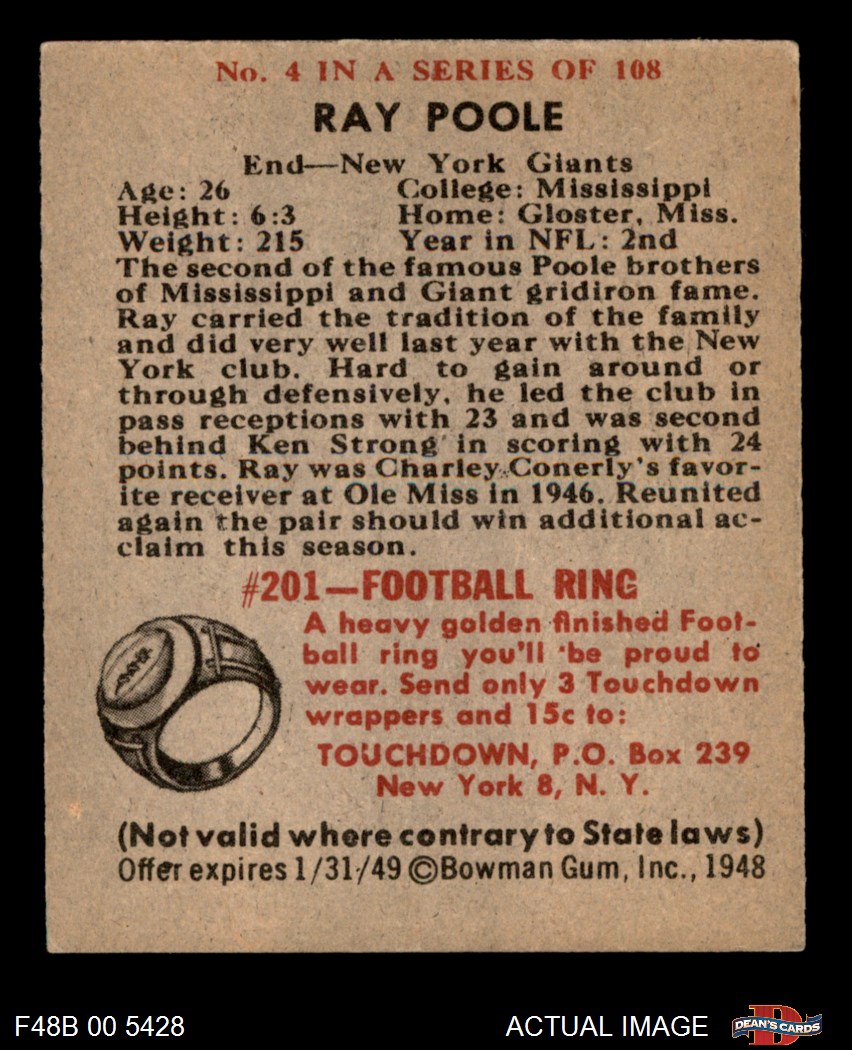 No. 4 IN A SERIES OF 108
RAY POOLE
End—New York Giants
Age: 26 College: Mississippi
Height: 6:3 Home: Gloster, Miss.
Weight: 215 Year in NFL: 2nd
The second of the famous Poole brothers
of Mississippi and Giant gridiron fame.
Ray carried the tradition of the family
and did very well last year with the New
York club. Hard to gain around or
through defensively, he led the club in
pass receptions with 23 and was second
behind Ken Strong in scoring with 24
points. Ray was Charley Conerly's favor-
ite receiver at Ole Miss in 1946. Reunited
again the pair should win additional ac-
claim this season.
#201—FOOTBALL RING
A heavy golden finished Foot-
ball ring you'll be proud to
wear. Send only 3 Touchdown
wrappers and 15c to:
TOUCHDOWN, P.O. Box 239
New York 8, N. Y.
(Not valid where contrary to State laws)
Offer expires 1/31/49 ©Bowman Gum, Inc., 1948
F48B 00 5428 ACTUAL IMAGE
D
DEAN'S CARDS